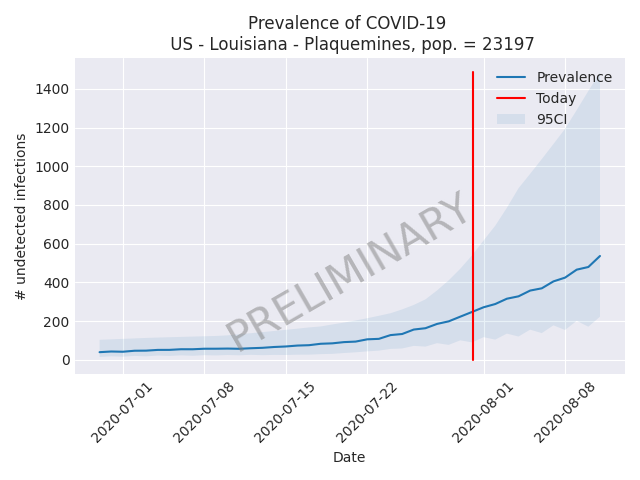 Prevalence of COVID-19
US - Louisiana - Plaquemines, pop. = 23197
Prevalence
Today
95CI
PRELIMINARY
# undetected infections
1400
1200
1000
800
600
400
200
0
2020-07-01
2020-07-08
2020-07-15
2020-07-22
2020-08-01
2020-08-08
Date